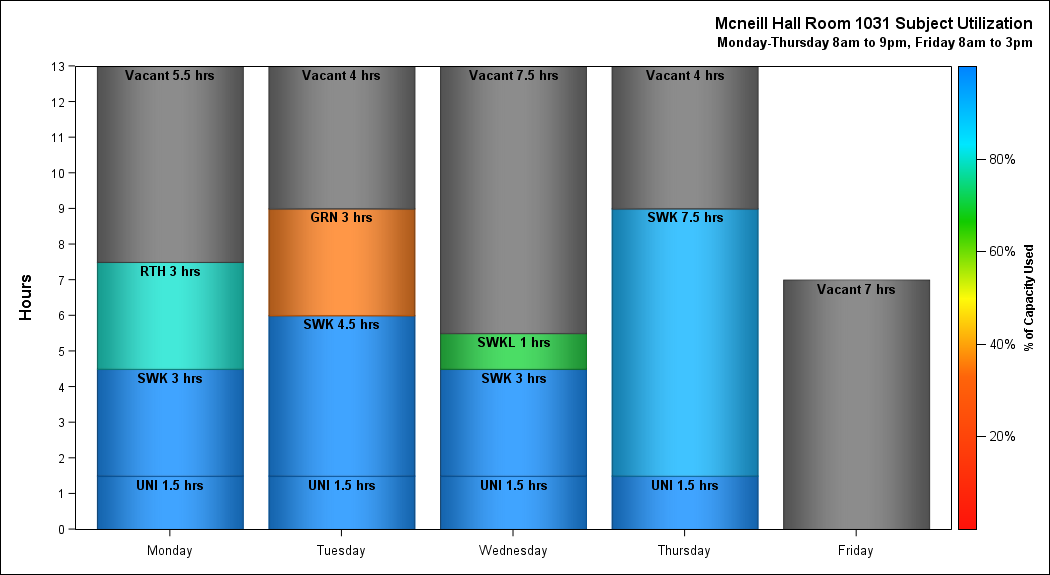 Mcneill Hall Room 1031 Subject Utilization
Monday-Thursday 8am to 9pm, Friday 8am to 3pm
Hours
13
12
11
10
9
8
7
6
5
4
3
2
1
0
Vacant 5.5 hrs
RTH 3 hrs
SWK 3 hrs
UNI 1.5 hrs
Vacant 4 hrs
GRN 3 hrs
SWK 4.5 hrs
UNI 1.5 hrs
Vacant 7.5 hrs
SWKL 1 hrs
SWK 3 hrs
UNI 1.5 hrs
Vacant 4 hrs
SWK 7.5 hrs
UNI 1.5 hrs
Vacant 7 hrs
Monday
Tuesday
Wednesday
Thursday
Friday
80%
60%
40%
20%
% of Capacity Used